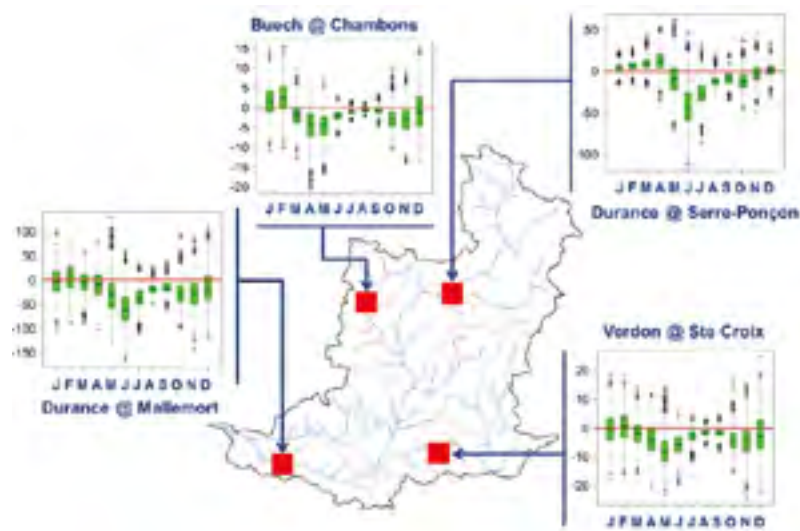 Buech @ Chambons
15
10
5
0
-5
-10
-15
-20
J F M A M J J A S O N D
50
0
-50
100
J F M A M J J A S O N D
Durance @ Serre-Ponçon
100
50
0
-50
-100
-150
J F M A M J J A S O N D
Durance @ Mallemort
Verdon @ Ste Croix
20
10
0
-10
-20
J F M A M J J A S O N D